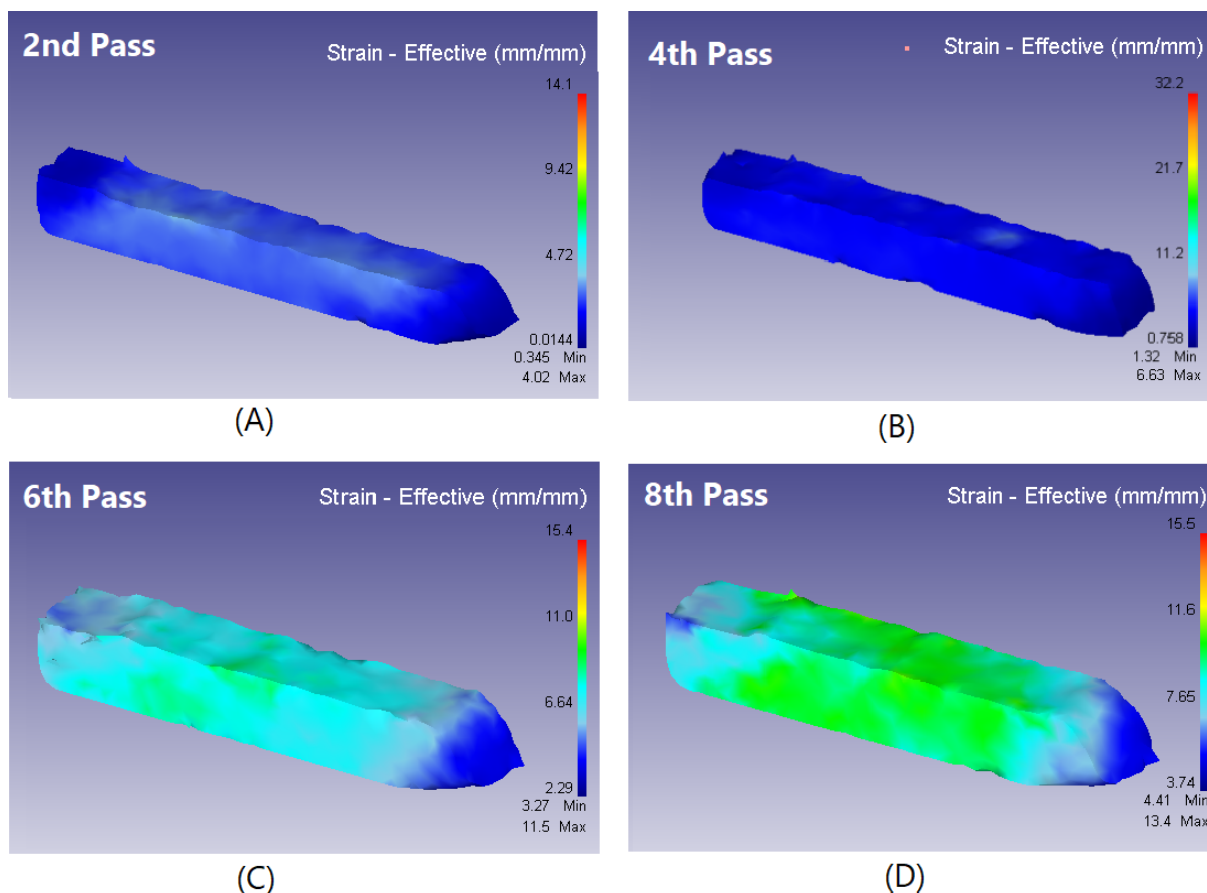 2nd Pass
Strain - Effective (mm/mm)
14.1
9.42
4.72
0.0144
0.345 Min
4.02 Max
(A)
4th Pass
Strain - Effective (mm/mm)
32.2
21.7
11.2
0.758
1.32 Min
6.63 Max
(B)
6th Pass
Strain - Effective (mm/mm)
15.4
11.0
6.64
2.29
3.27 Min
11.5 Max
(C)
8th Pass
Strain - Effective (mm/mm)
15.5
11.6
7.65
3.74
4.41 Min
13.4 Max
(D)